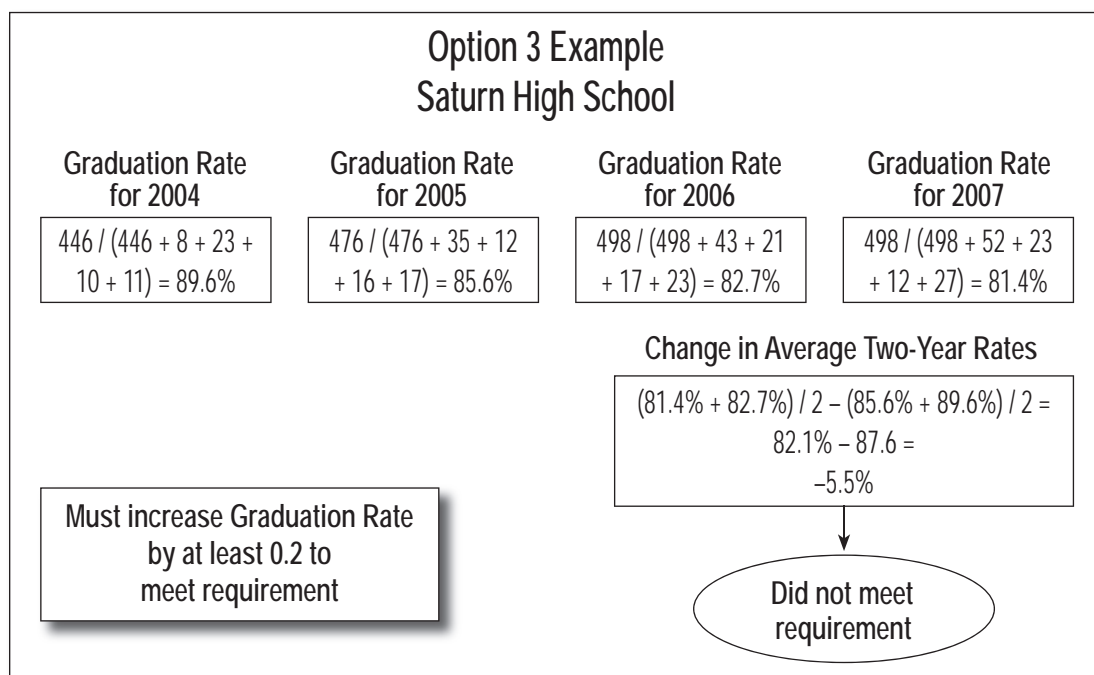 Option 3 Example
Saturn High School
Graduation Rate
for 2004
446 / (446 + 8 + 23 +
10 + 11) = 89.6%
Graduation Rate
for 2005
476 / (476 + 35 + 12
+ 16 + 17) = 85.6%
Graduation Rate
for 2006
498 / (498 + 43 + 21
+ 17 + 23) = 82.7%
Graduation Rate
for 2007
498 / (498 + 52 + 23
+ 12 + 27) = 81.4%
Change in Average Two-Year Rates
(81.4% + 82.7%) / 2 – (85.6% + 89.6%) / 2 =
82.1% – 87.6 =
–5.5%
Must increase Graduation Rate
by at least 0.2 to
meet requirement
Did not meet
requirement